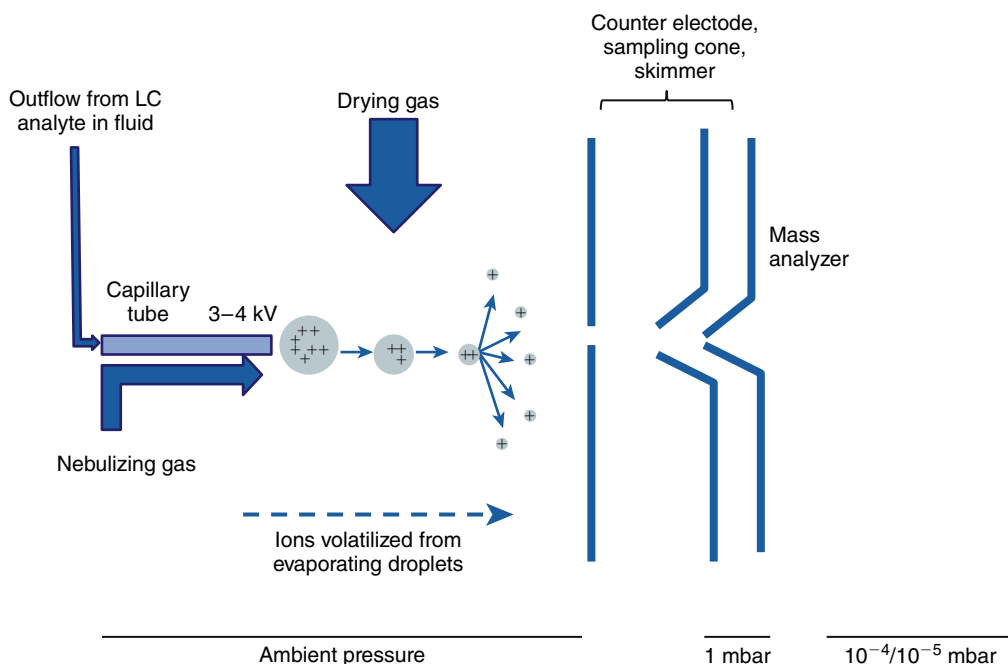 Counter electode,
sampling cone,
skimmer
Outflow from LC
analyte in fluid
Drying gas
Mass
analyzer
Capillary
tube
3–4 kV
++
+
+ ++
+
++
+
++
+
+
+
+
+
Nebulizing gas
Ions volatilized from
evaporating droplets
Ambient pressure
1 mbar
10⁻⁴/10⁻⁵ mbar